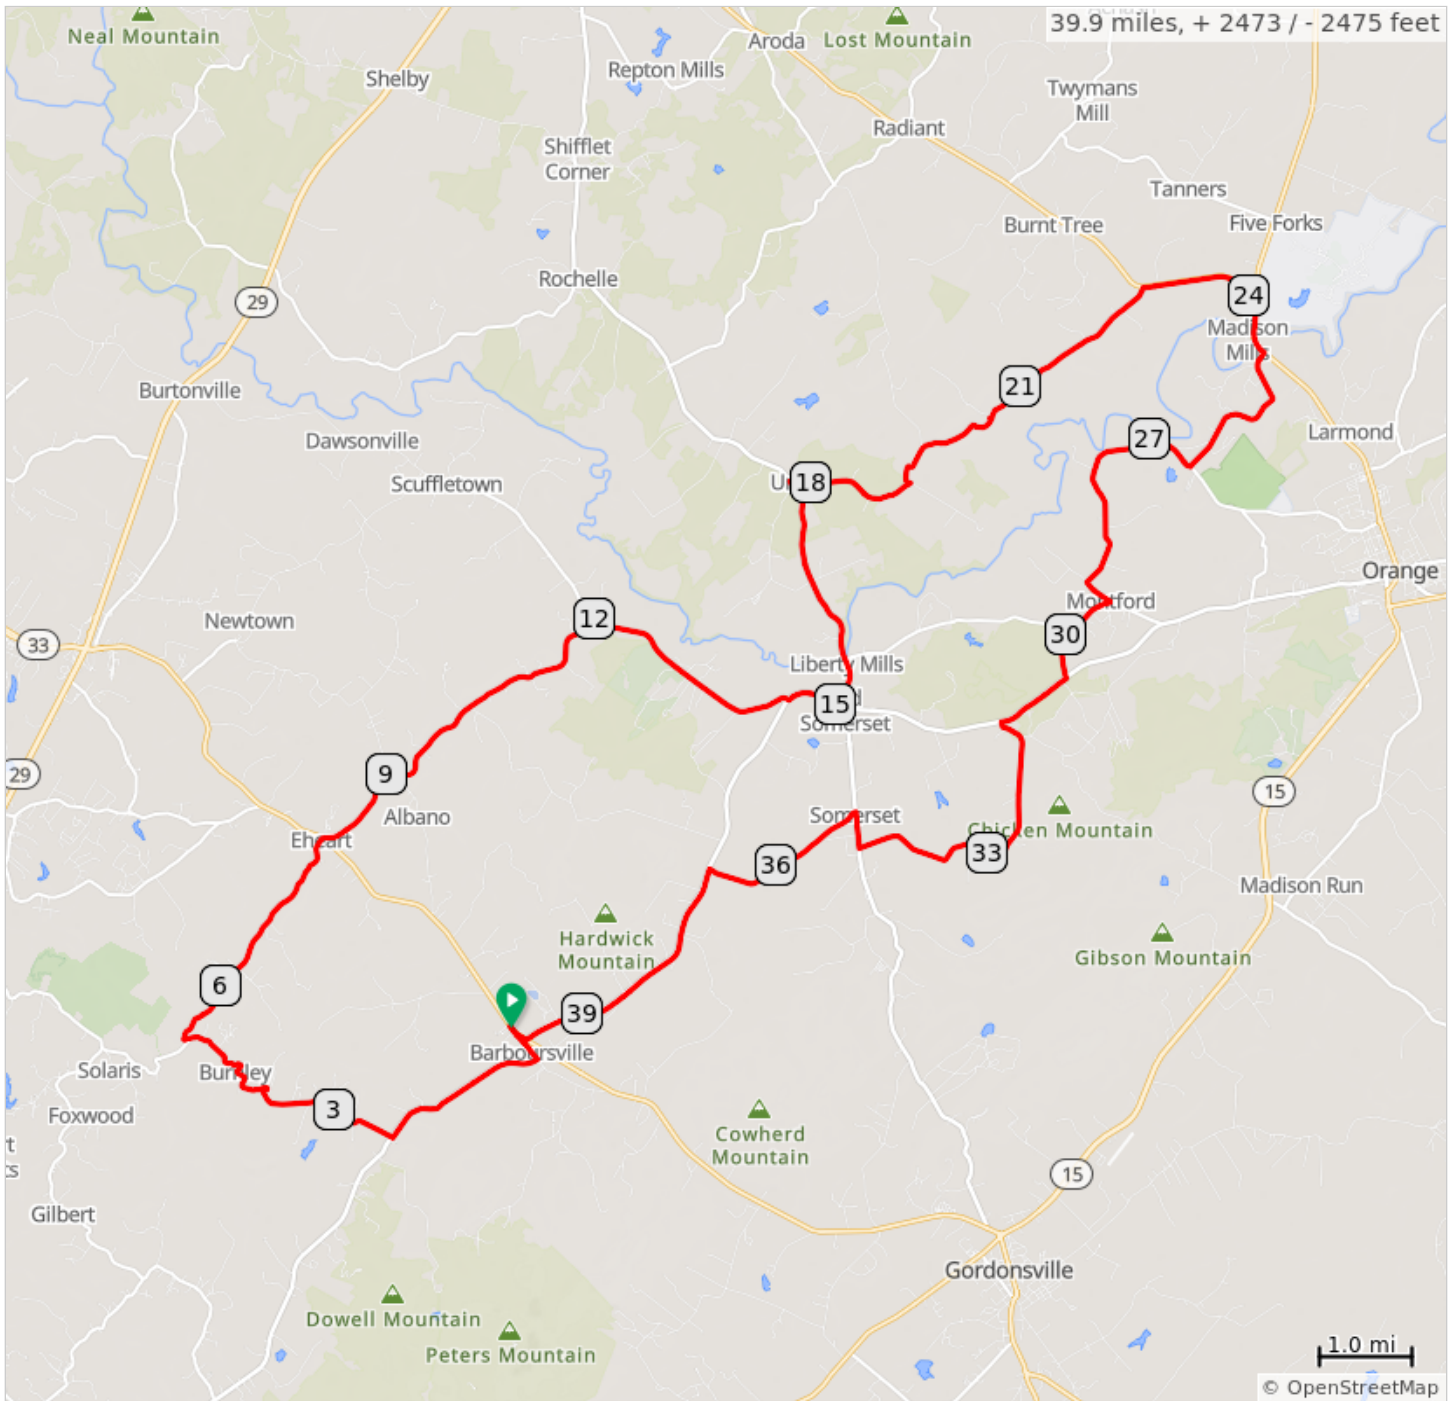 39.9 miles, + 2473 / - 2475 feet
Neal Mountain
Aroda
Lost Mountain
Shelby
Repton Mills
Twymans
Mill
Radiant
Shifflet
Corner
Tanners
Burnt Tree
Five Forks
Rochelle
29
24
Madison
Mills
Burtonville
21
Dawsonville
27
Larmond
Scuffletown
18
Orange
Newtown
12
Montford
33
30
Liberty Mills
15
Somerset
9
29
15
Albano
Somerset
Chicken Mountain
Eheart
33
36
Madison Run
Hardwick
Mountain
Gibson Mountain
6
39
Barboursville
Solaris
Burnley
3
Foxwood
Cowherd
Mountain
15
Gilbert
Gordonsville
Dowell Mountain
Peters Mountain
1.0 mi
© OpenStreetMap